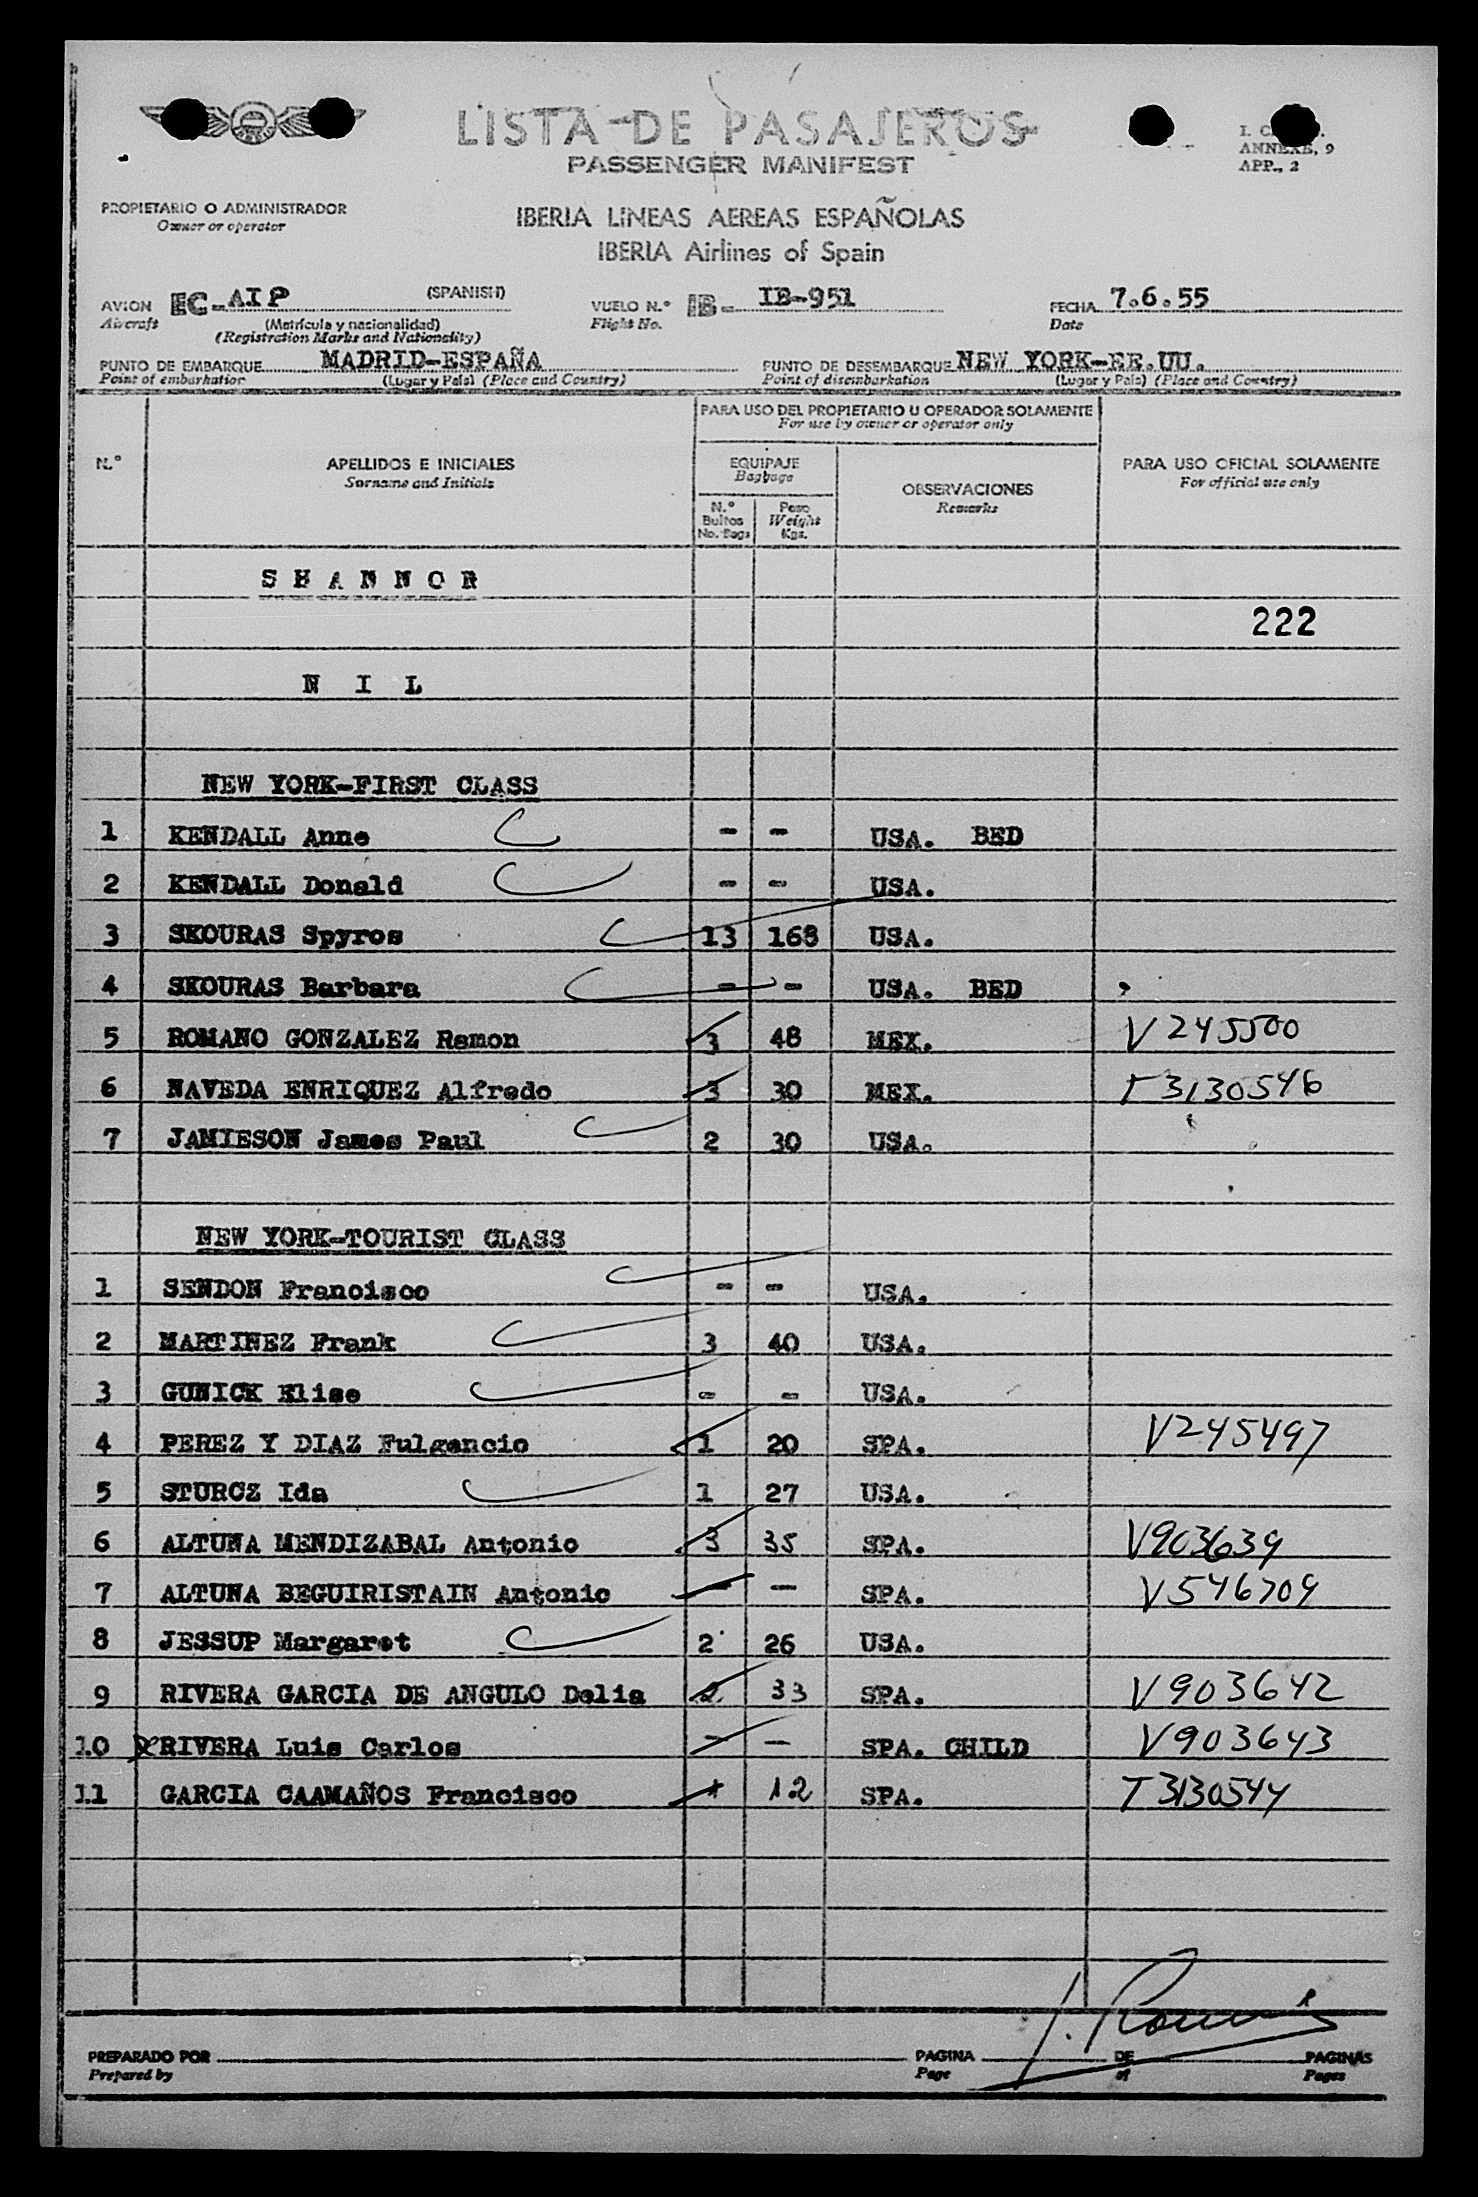 LISTA DE PASAJEROS
PASSENGER MANIFEST
I. C.
ANNEXE, 9
APP., 2
PROPIETARIO O ADMINISTRADOR
Owner or operator
IBERIA LINEAS AEREAS ESPAÑOLAS
IBERIA Airlines of Spain
AVION EC-AIP (SPANISH) VUELO N.º IB- IB-951 FECHA 7.6.55
Aircraft (Matrícula y nacionalidad) Flight No. Date
(Registration Marks and Nationality)
PUNTO DE EMBARQUE MADRID-ESPAÑA PUNTO DE DESEMBARQUE NEW YORK-EE.UU.
Point of embarkation (Lugar y País) (Place and Country) Point of disembarkation (Lugar y País) (Place and Country)
PARA USO DEL PROPIETARIO U OPERADOR SOLAMENTE
For use by owner or operator only
N.º APELLIDOS E INICIALES EQUIPAJE OBSERVACIONES PARA USO OFICIAL SOLAMENTE
Surname and Initials Baggage Remarks For official use only
N.º Bultos Peso
No. Bags Weight Kgs.
S H A N N O N
222
N I L
NEW YORK-FIRST CLASS
1 KENDALL Anne - - USA. BED
2 KENDALL Donald - - USA.
3 SKOURAS Spyros 13 168 USA.
4 SKOURAS Barbara - - USA. BED
5 ROMANO GONZALEZ Ramon 3 48 MEX. V 245500
6 NAVEDA ENRIQUEZ Alfredo 3 30 MEX. T 3130546
7 JAMIESON James Paul 2 30 USA.
NEW YORK-TOURIST CLASS
1 SENDON Francisco - - USA.
2 MARTINEZ Frank 3 40 USA.
3 GUNICK Elise - - USA.
4 PEREZ Y DIAZ Fulgencio 1 20 SPA. V245497
5 STURCZ Ida 1 27 USA.
6 ALTUNA MENDIZABAL Antonio 3 35 SPA. V903639
7 ALTUNA BEGUIRISTAIN Antonio - - SPA. V546709
8 JESSUP Margaret 2 26 USA.
9 RIVERA GARCIA DE ANGULO Delia 2 33 SPA. V903642
10 RIVERA Luis Carlos - - SPA. CHILD V903643
11 GARCIA CAAMAÑOS Francisco 1 12 SPA. T 3130544
PREPARADO POR PAGINA DE PAGINAS
Prepared by Page of Pages